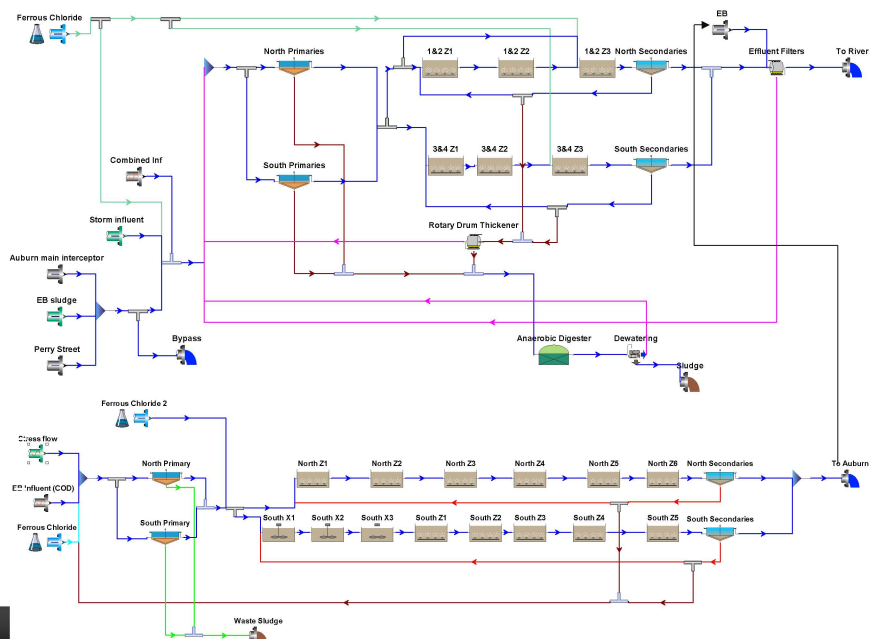 Ferrous Chloride
EB
North Primaries
1&2 Z1
1&2 Z2
1&2 Z3
North Secondaries
Effluent Filters
To River
South Primaries
3&4 Z1
3&4 Z2
3&4 Z3
South Secondaries
Combined Inf
Storm influent
Rotary Drum Thickener
Auburn main interceptor
EB sludge
Perry Street
Bypass
Anaerobic Digester
Dewatering
Sludge
Ferrous Chloride 2
Stress flow
North Primary
North Z1
North Z2
North Z3
North Z4
North Z5
North Z6
North Secondaries
To Auburn
EB Influent (COD)
Ferrous Chloride
South Primary
South X1
South X2
South X3
South Z1
South Z2
South Z3
South Z4
South Z5
South Secondaries
Waste Sludge